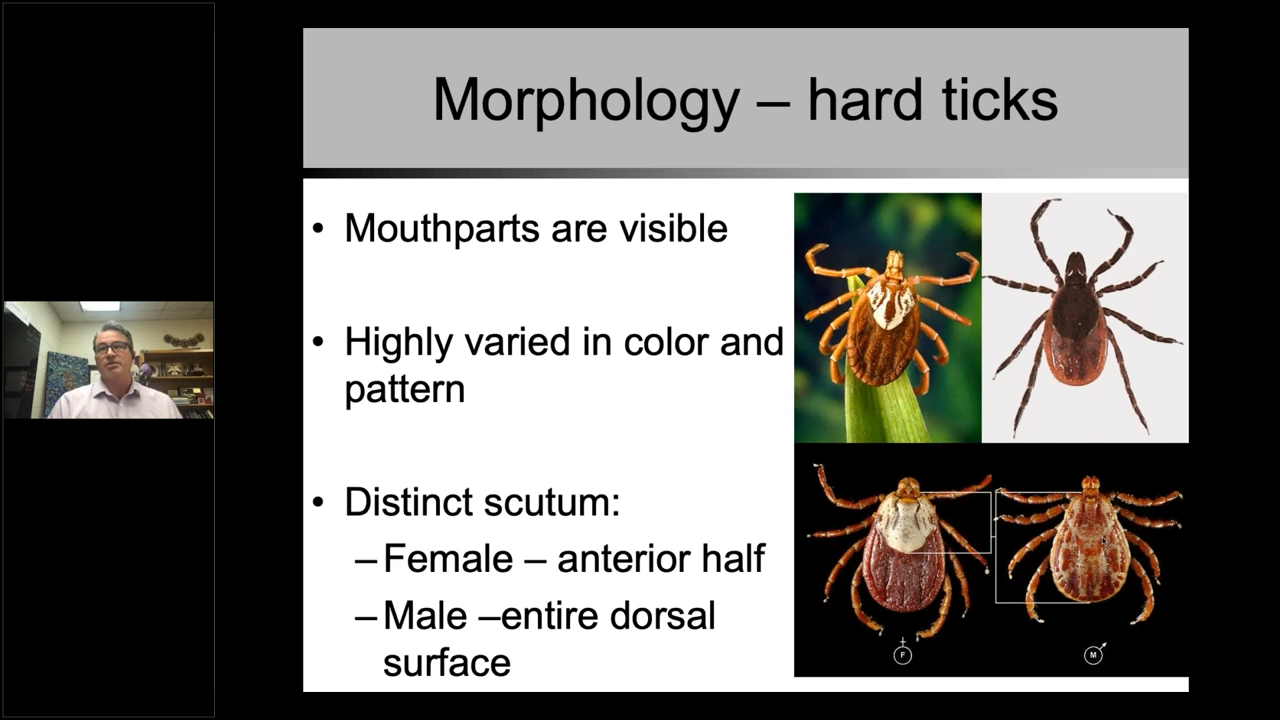 Morphology – hard ticks
• Mouthparts are visible
• Highly varied in color and
pattern
• Distinct scutum:
– Female – anterior half
– Male –entire dorsal
surface
F
M